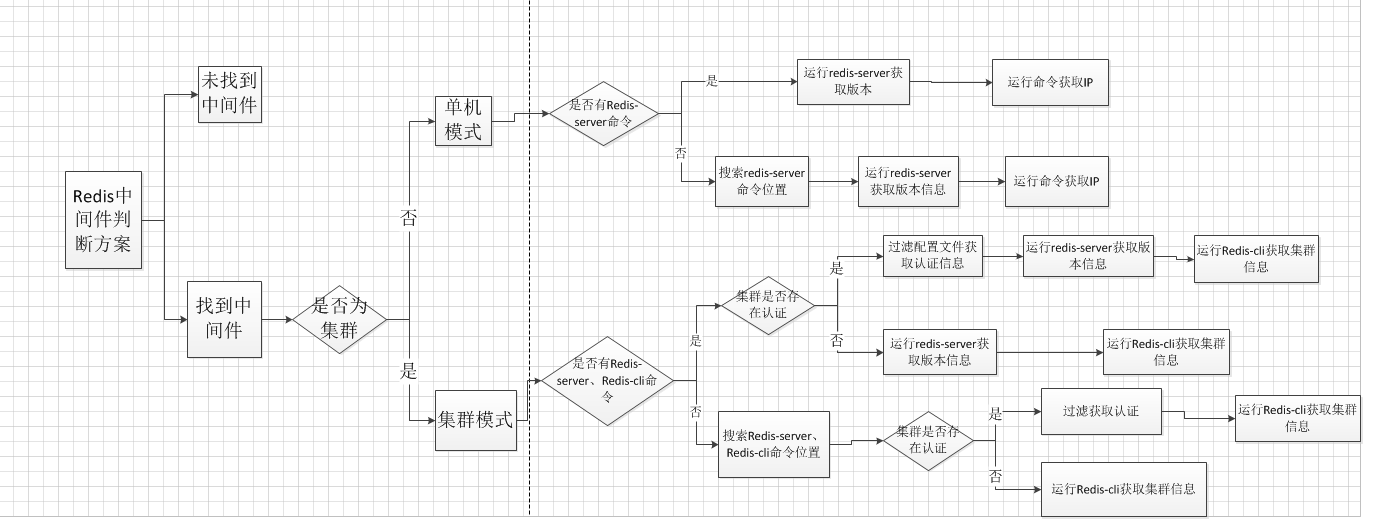 Redis中
间件判
断方案
未找到
中间件
找到中
间件
是否为
集群
否
是
单机
模式
集群模式
是否有Redis-
server命令
是
否
运行redis-server获
取版本
运行命令获取IP
搜索redis-server
命令位置
运行redis-server
获取版本信息
运行命令获取IP
是否有Redis-
server、Redis-cli命
令
是
否
集群是否存
在认证
是
否
过滤配置文件获
取认证信息
运行redis-server获取版
本信息
运行Redis-cli获取集群
信息
运行redis-server获
取版本信息
运行Redis-cli获取集群
信息
搜索Redis-server、
Redis-cli命令位置
集群是否存
在认证
是
否
过滤获取认证
运行Redis-cli获取集群
信息
运行Redis-cli获取集群信息